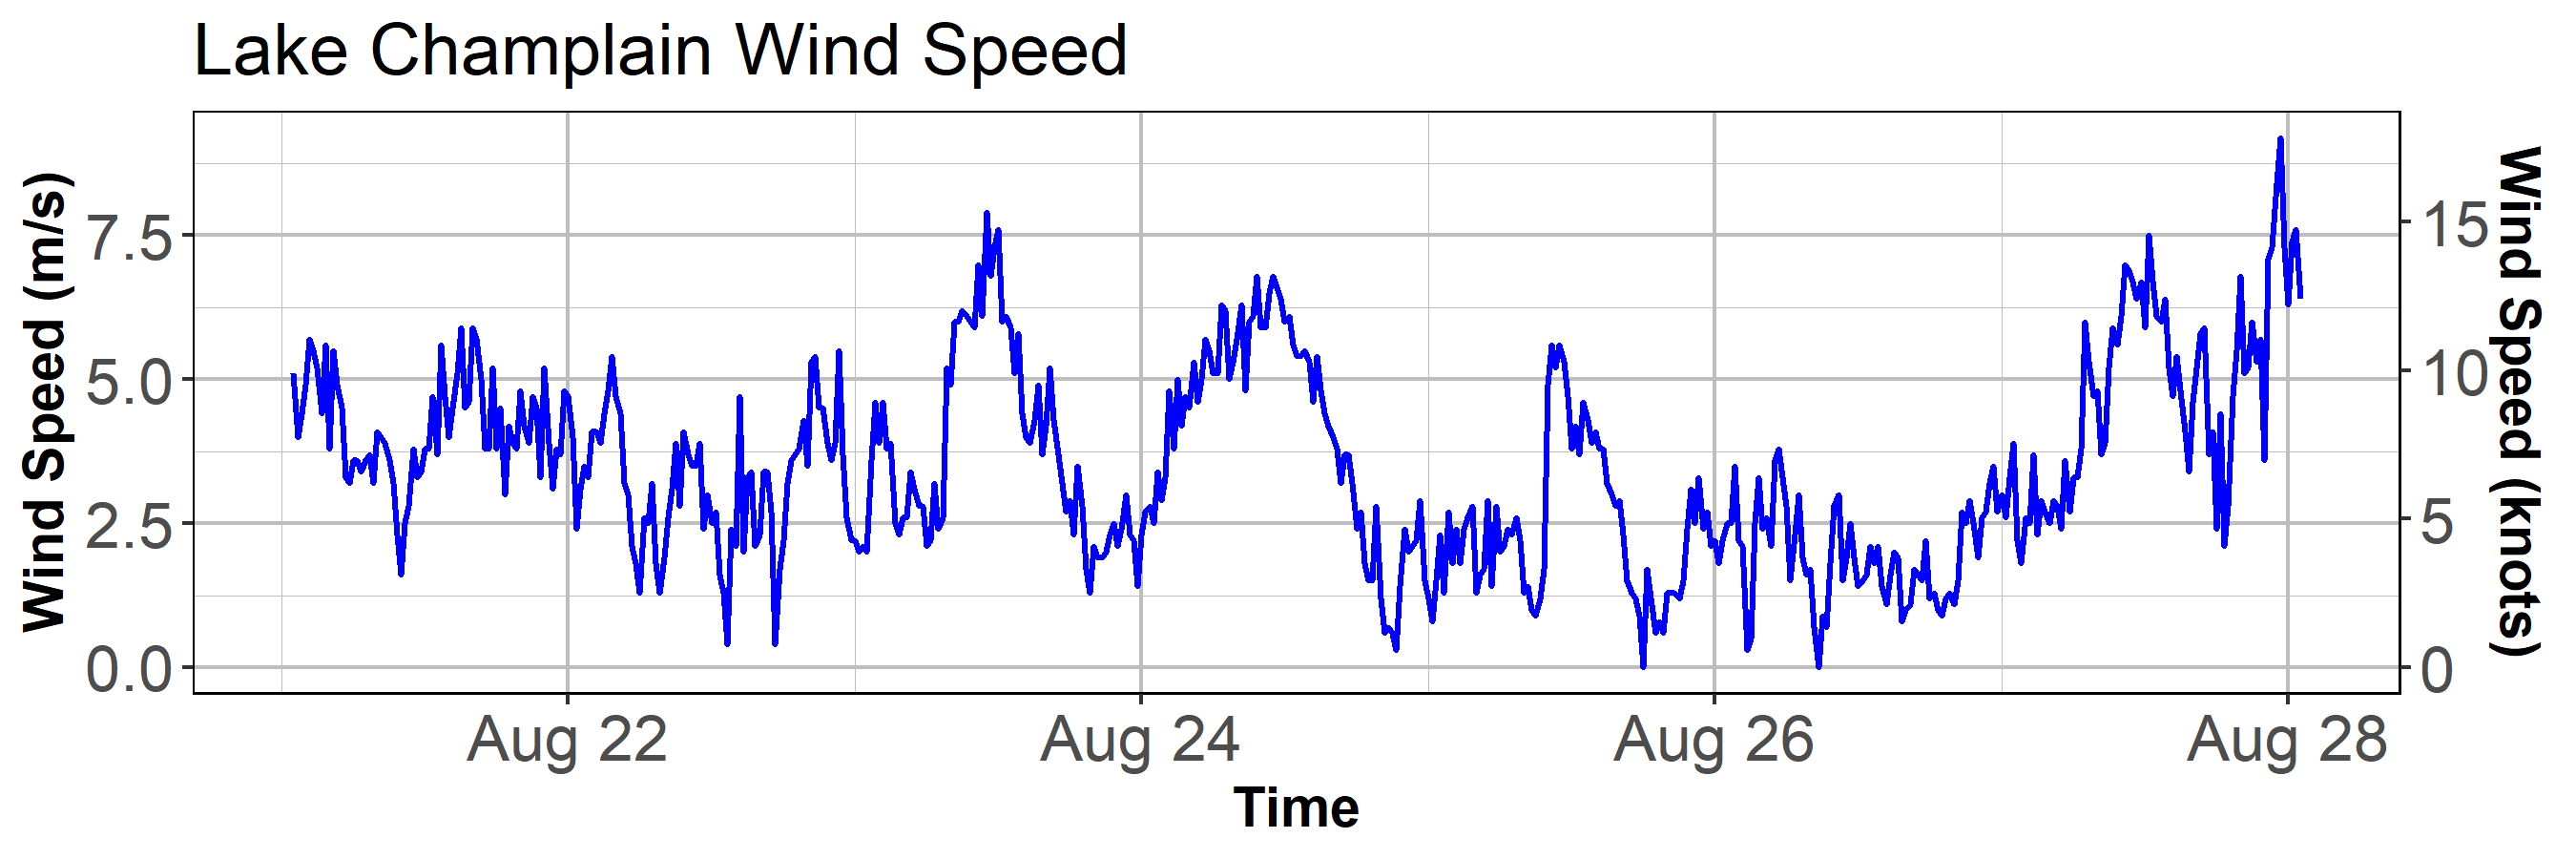 Lake Champlain Wind Speed
Wind Speed (m/s)
7.5
5.0
2.5
0.0
15
10
5
0
Wind Speed (knots)
Aug 22 Aug 24 Aug 26 Aug 28
Time